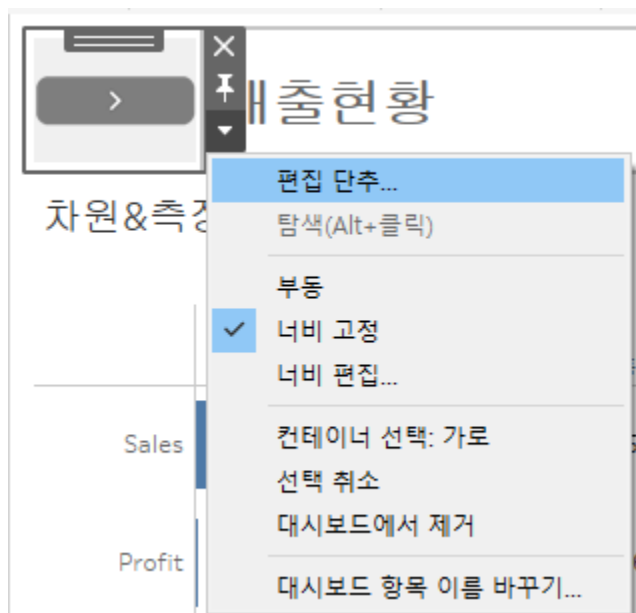 매출현황
차원&측정
편집 단추...
탐색(Alt+클릭)
부동
너비 고정
너비 편집...
컨테이너 선택: 가로
선택 취소
대시보드에서 제거
대시보드 항목 이름 바꾸기...
Sales
Profit